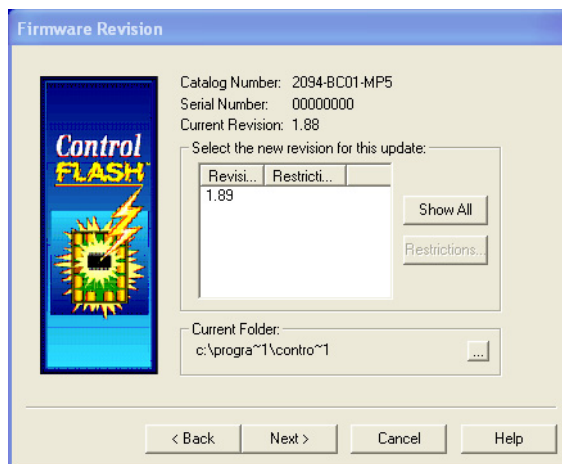 Firmware Revision
Catalog Number: 2094-BC01-MP5
Serial Number: 00000000
Current Revision: 1.88
Control
FLASH
Select the new revision for this update:
Revisi... Restricti...
1.89
Show All
Restrictions...
Current Folder:
c:\progra~1\contro~1
...
< Back Next > Cancel Help